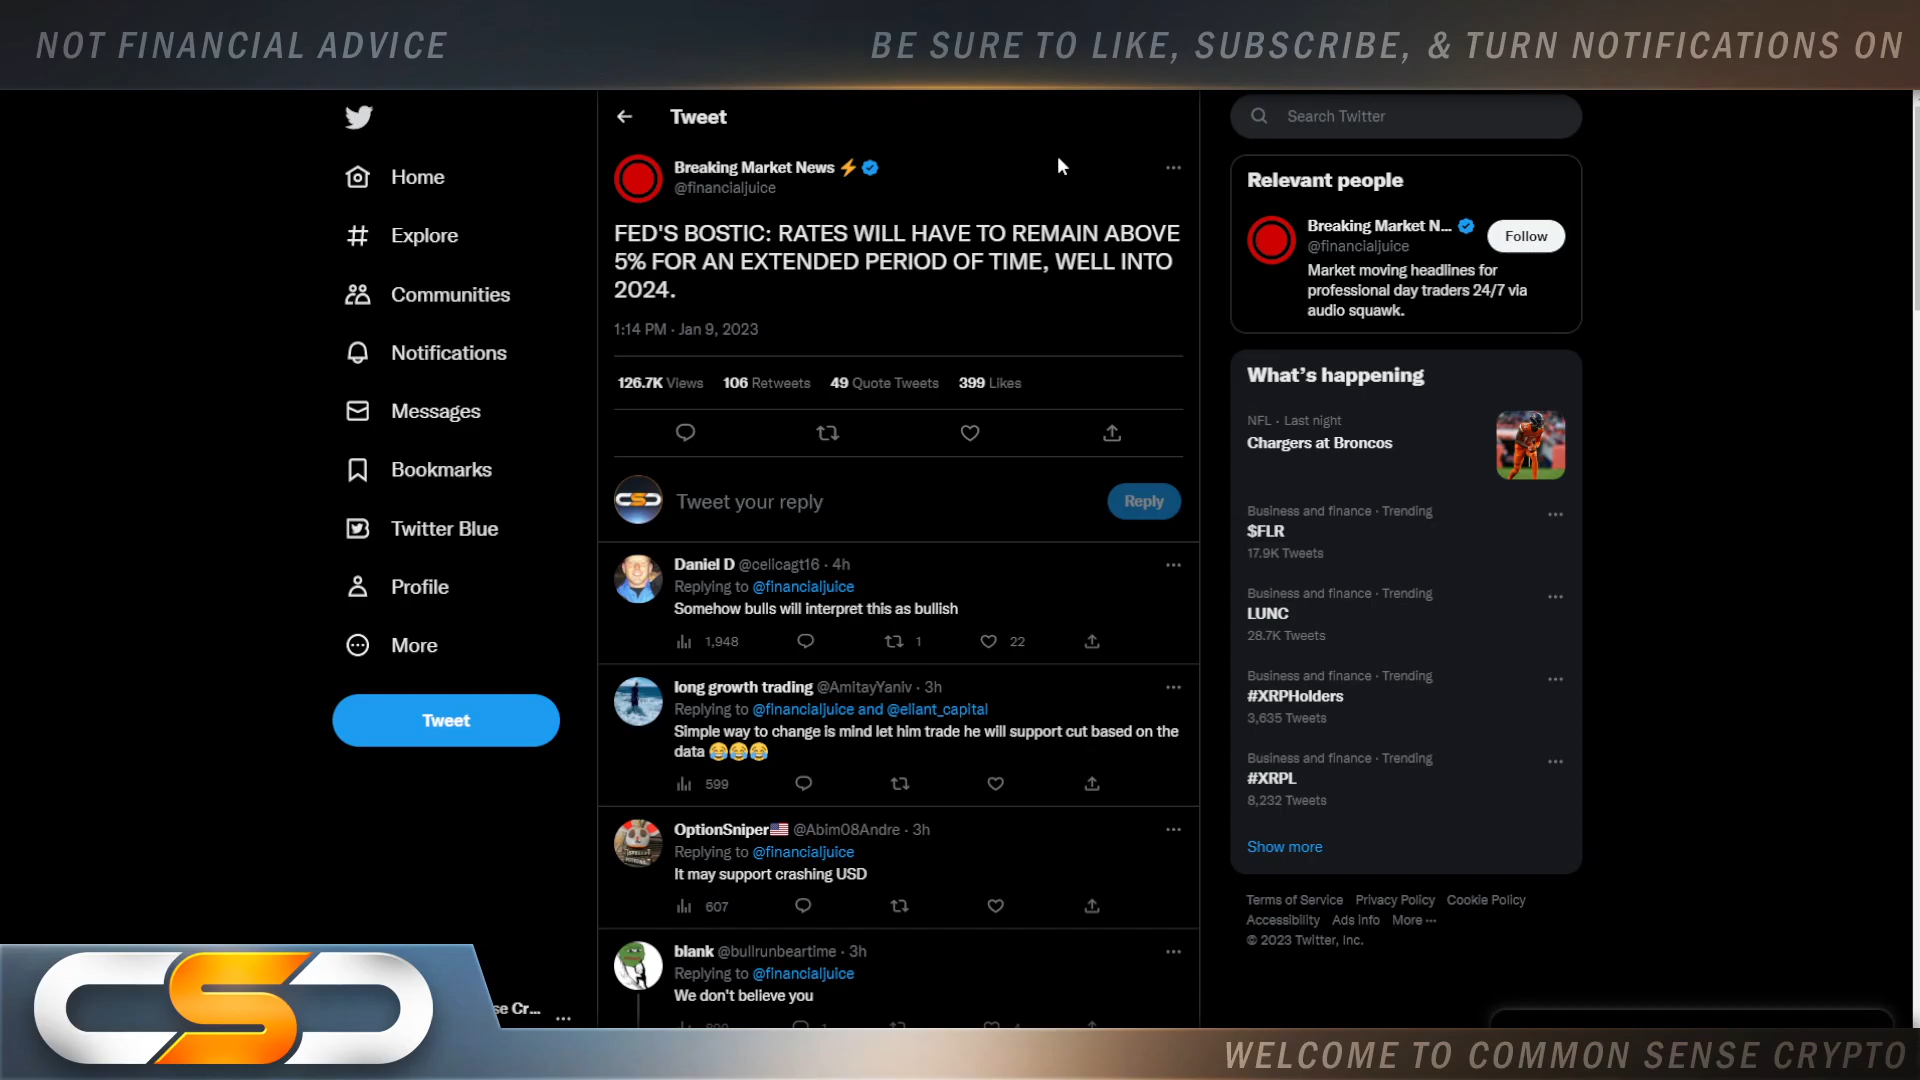 NOT FINANCIAL ADVICE
BE SURE TO LIKE, SUBSCRIBE, & TURN NOTIFICATIONS ON
Home
Explore
Communities
Notifications
Messages
Bookmarks
Twitter Blue
Profile
More
Tweet
se Cr...
Tweet
Breaking Market News ⚡
@financialjuice
FED'S BOSTIC: RATES WILL HAVE TO REMAIN ABOVE
5% FOR AN EXTENDED PERIOD OF TIME, WELL INTO
2024.
1:14 PM · Jan 9, 2023
126.7K Views 106 Retweets 49 Quote Tweets 399 Likes
Tweet your reply
Reply
Daniel D @cellcagt16 · 4h
Replying to @financialjuice
Somehow bulls will interpret this as bullish
1,948 1 22
long growth trading @AmitayYaniv · 3h
Replying to @financialjuice and @eliant_capital
Simple way to change is mind let him trade he will support cut based on the
data 😂😂😂
599
OptionSniper🇺🇸 @Abim08Andre · 3h
Replying to @financialjuice
It may support crashing USD
607
blank @bullrunbeartime · 3h
Replying to @financialjuice
We don't believe you
Search Twitter
Relevant people
Breaking Market N...
@financialjuice
Follow
Market moving headlines for
professional day traders 24/7 via
audio squawk.
What's happening
NFL · Last night
Chargers at Broncos
Business and finance · Trending
$FLR
17.9K Tweets
Business and finance · Trending
LUNC
28.7K Tweets
Business and finance · Trending
#XRPHolders
3,635 Tweets
Business and finance · Trending
#XRPL
8,232 Tweets
Show more
Terms of Service Privacy Policy Cookie Policy
Accessibility Ads info More ···
© 2023 Twitter, Inc.
CSC
WELCOME TO COMMON SENSE CRYPTO